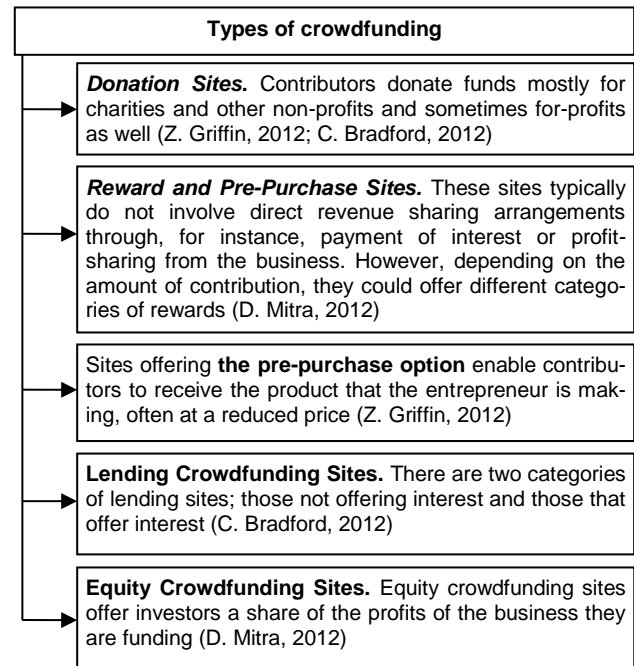 Types of crowdfunding
Donation Sites. Contributors donate funds mostly for
charities and other non-profits and sometimes for-profits
as well (Z. Griffin, 2012; C. Bradford, 2012)
Reward and Pre-Purchase Sites. These sites typically
do not involve direct revenue sharing arrangements
through, for instance, payment of interest or profit-
sharing from the business. However, depending on the
amount of contribution, they could offer different catego-
ries of rewards (D. Mitra, 2012)
Sites offering the pre-purchase option enable contribu-
tors to receive the product that the entrepreneur is mak-
ing, often at a reduced price (Z. Griffin, 2012)
Lending Crowdfunding Sites. There are two categories
of lending sites; those not offering interest and those that
offer interest (C. Bradford, 2012)
Equity Crowdfunding Sites. Equity crowdfunding sites
offer investors a share of the profits of the business they
are funding (D. Mitra, 2012)